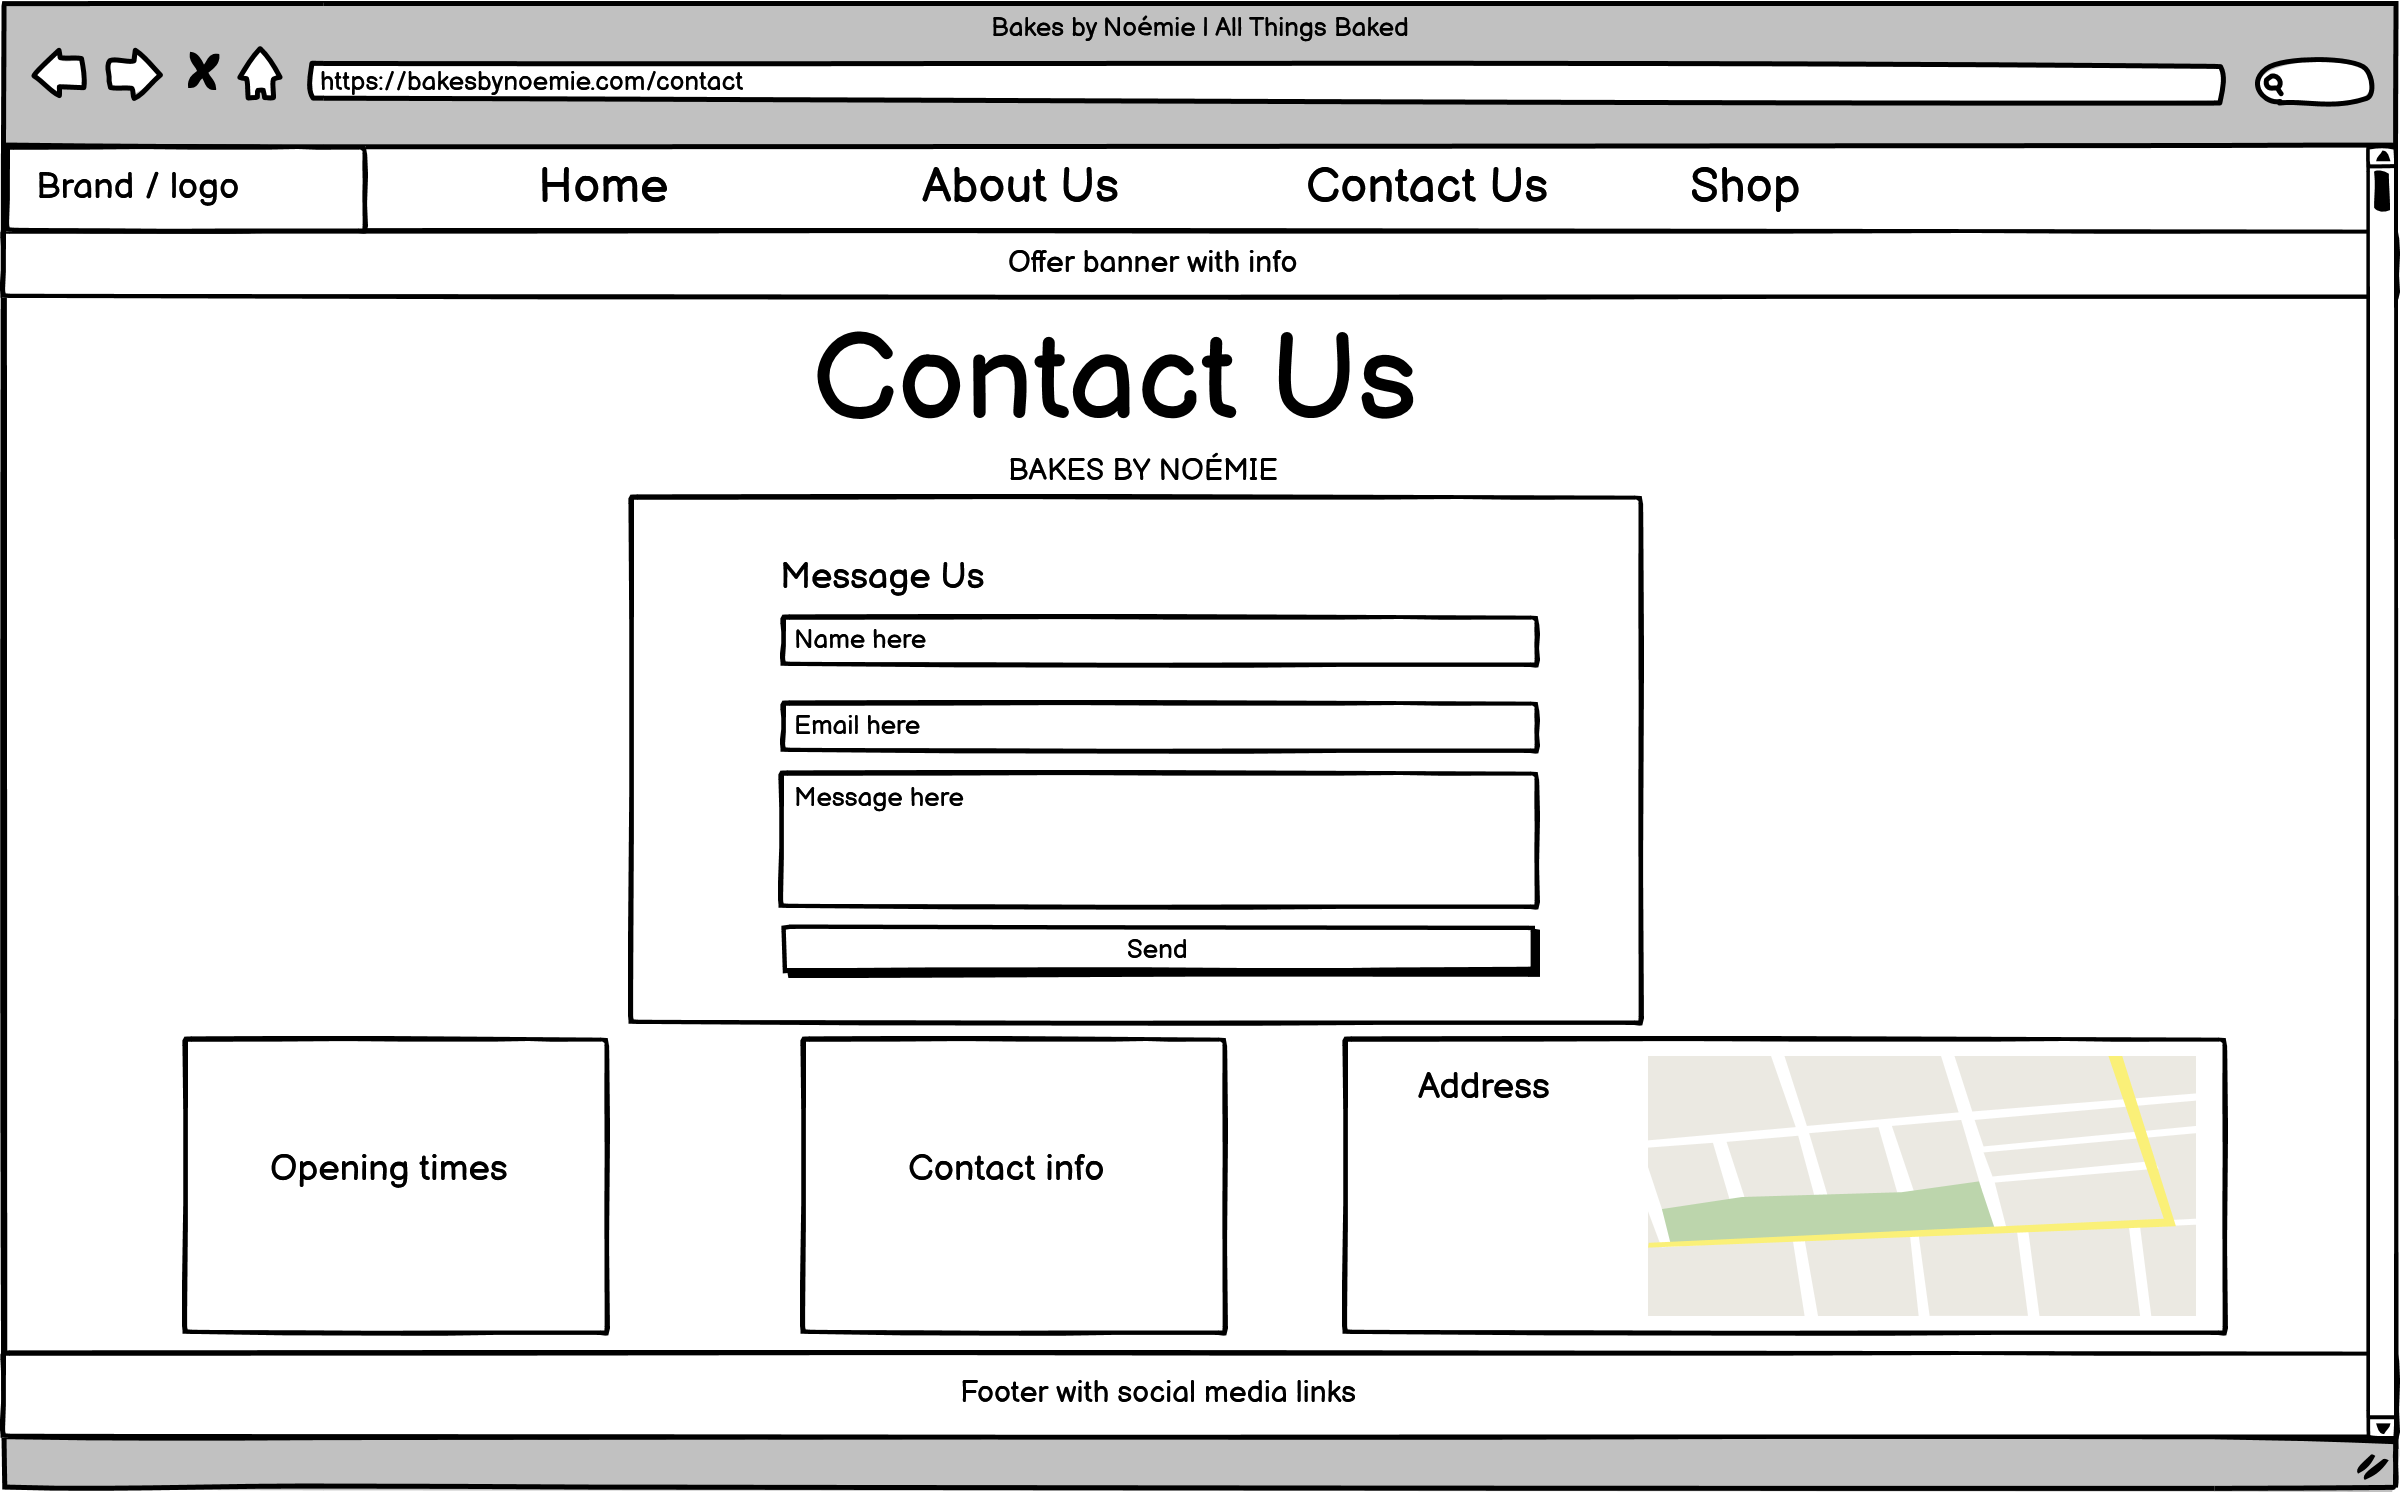 Bakes by Noémie | All Things Baked
https://bakesbynoemie.com/contact
Brand / logo Home About Us Contact Us Shop
Offer banner with info
Contact Us
BAKES BY NOÉMIE
Message Us
Name here
Email here
Message here
Send
Opening times
Contact info
Address
Footer with social media links